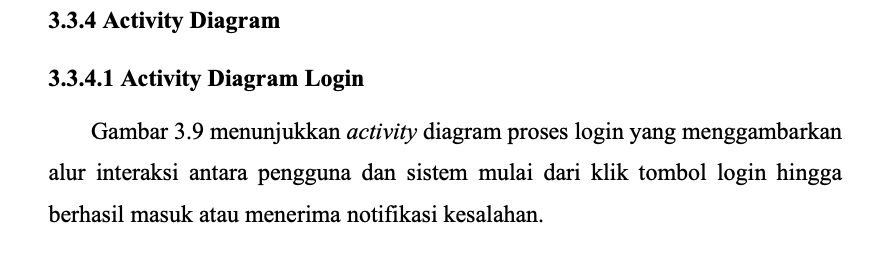 3.3.4 Activity Diagram
3.3.4.1 Activity Diagram Login
Gambar 3.9 menunjukkan activity diagram proses login yang menggambarkan
alur interaksi antara pengguna dan sistem mulai dari klik tombol login hingga
berhasil masuk atau menerima notifikasi kesalahan.